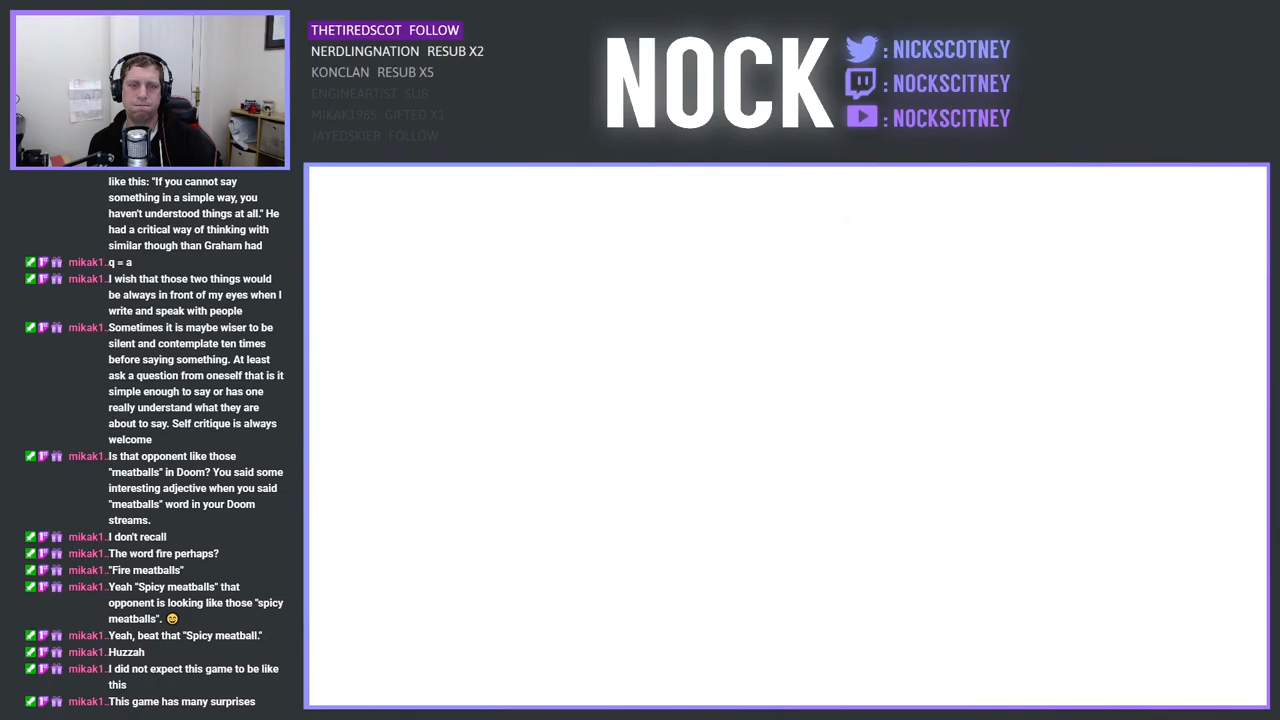 THETIREDSCOT FOLLOW
NERDLINGNATION RESUB X2
KONCLAN RESUB X5
ENGINEARTIST SUB
MIKAK1985 GIFTED X1
JAYEDSKIER FOLLOW
NOCK
: NICKSCOTNEY
: NOCKSCITNEY
: NOCKSCITNEY
like this: "If you cannot say
something in a simple way, you
haven't understood things at all." He
had a critical way of thinking with
similar though than Graham had
mikak1..q = a
mikak1..I wish that those two things would
be always in front of my eyes when I
write and speak with people
mikak1..Sometimes it is maybe wiser to be
silent and contemplate ten times
before saying something. At least
ask a question from oneself that is it
simple enough to say or has one
really understand what they are
about to say. Self critique is always
welcome
mikak1..Is that opponent like those
"meatballs" in Doom? You said some
interesting adjective when you said
"meatballs" word in your Doom
streams.
mikak1..I don't recall
mikak1..The word fire perhaps?
mikak1.."Fire meatballs"
mikak1..Yeah "Spicy meatballs" that
opponent is looking like those "spicy
meatballs". 😄
mikak1..Yeah, beat that "Spicy meatball."
mikak1..Huzzah
mikak1..I did not expect this game to be like
this
mikak1..This game has many surprises